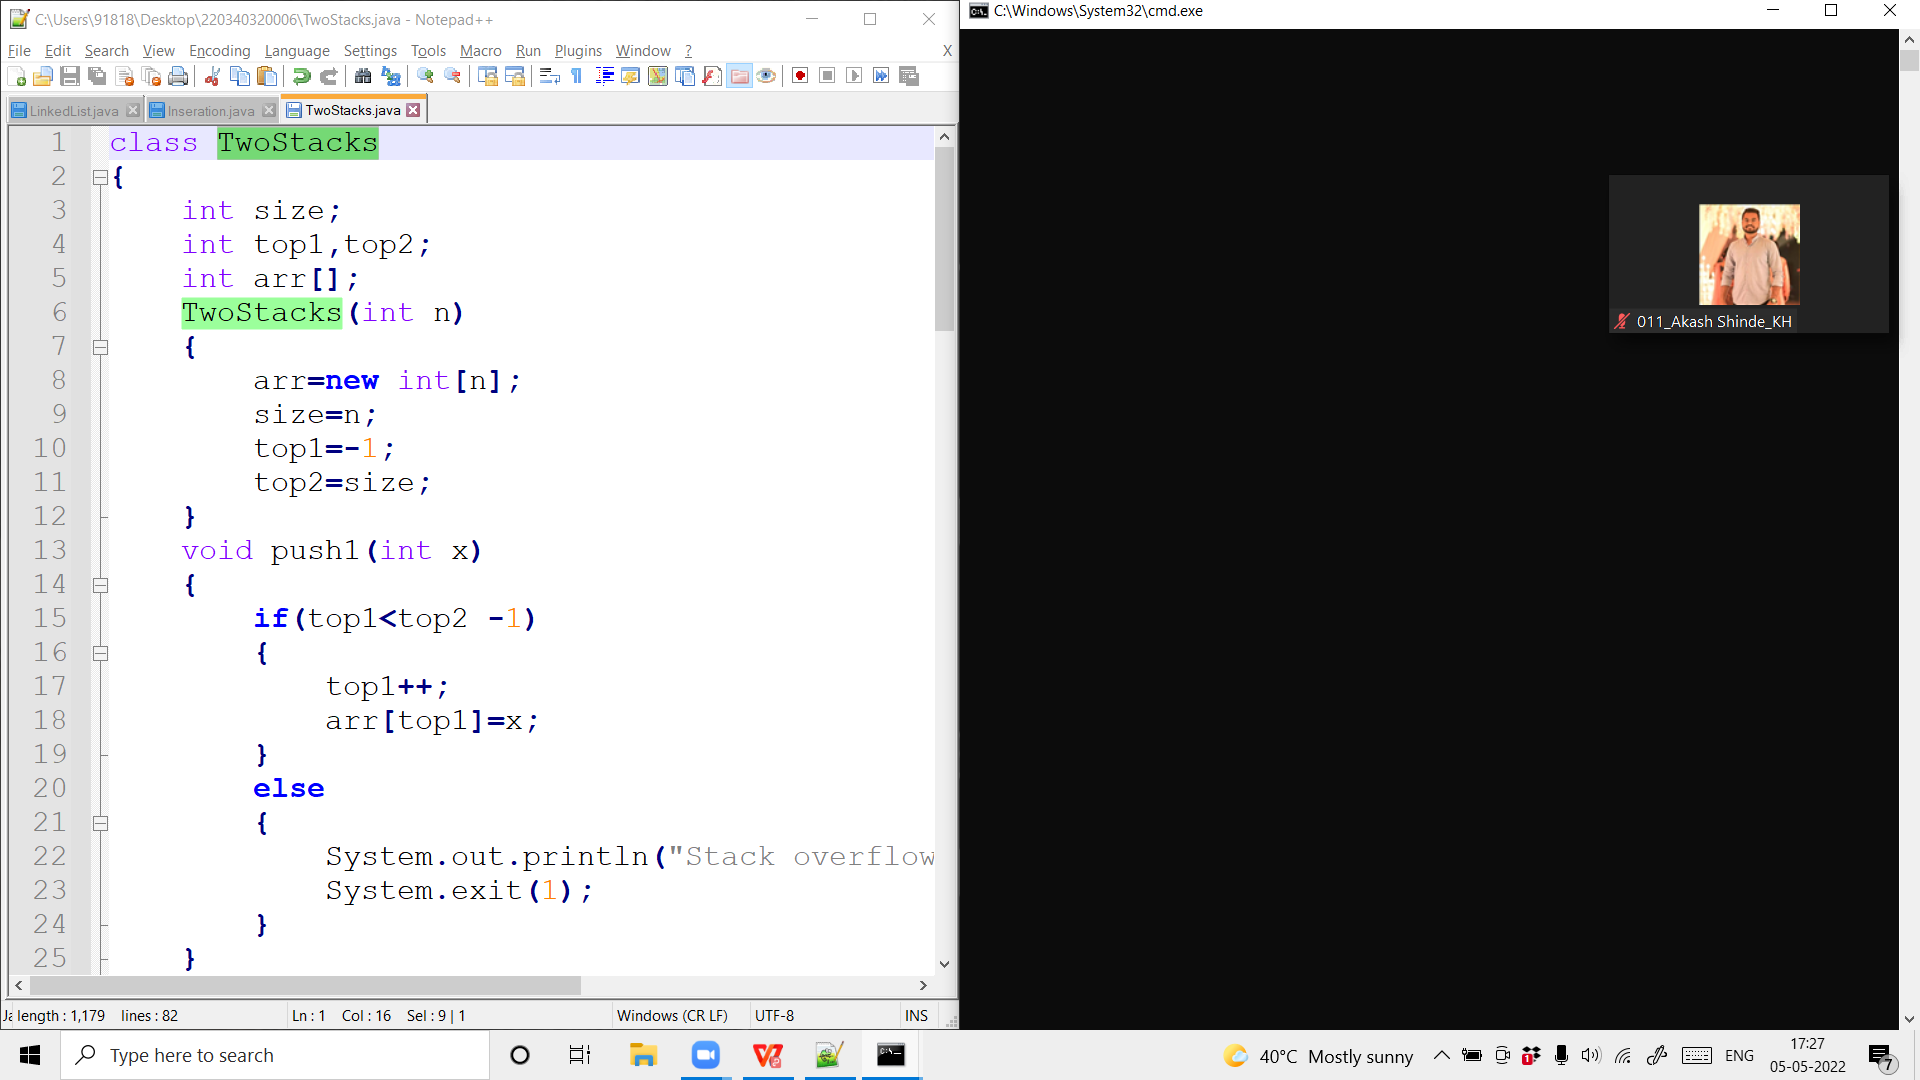 C:\Users\91818\Desktop\220340320006\TwoStacks.java - Notepad++
File Edit Search View Encoding Language Settings Tools Macro Run Plugins Window ? X
LinkedList.java Inseration.java TwoStacks.java
1 class TwoStacks
2 {
3 int size;
4 int top1,top2;
5 int arr[];
6 TwoStacks(int n)
7 {
8 arr=new int[n];
9 size=n;
10 top1=-1;
11 top2=size;
12 }
13 void push1(int x)
14 {
15 if(top1<top2 -1)
16 {
17 top1++;
18 arr[top1]=x;
19 }
20 else
21 {
22 System.out.println("Stack overflow
23 System.exit(1);
24 }
25 }
length : 1,179 lines : 82 Ln : 1 Col : 16 Sel : 9 | 1 Windows (CR LF) UTF-8 INS
C:\Windows\System32\cmd.exe
011_Akash Shinde_KH
Type here to search
40°C Mostly sunny
1
ENG
17:27
05-05-2022
7